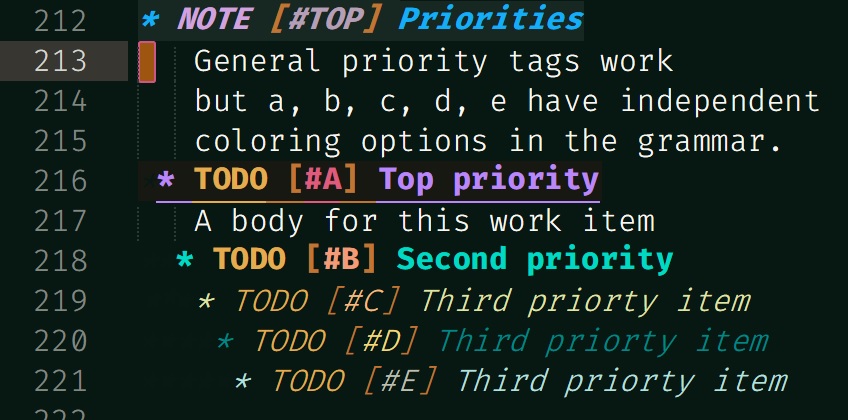 212 * NOTE [#TOP] Priorities
213 General priority tags work
214 but a, b, c, d, e have independent
215 coloring options in the grammar.
216 * TODO [#A] Top priority
217 A body for this work item
218 * TODO [#B] Second priority
219 * TODO [#C] Third priorty item
220 * TODO [#D] Third priorty item
221 * TODO [#E] Third priorty item
222